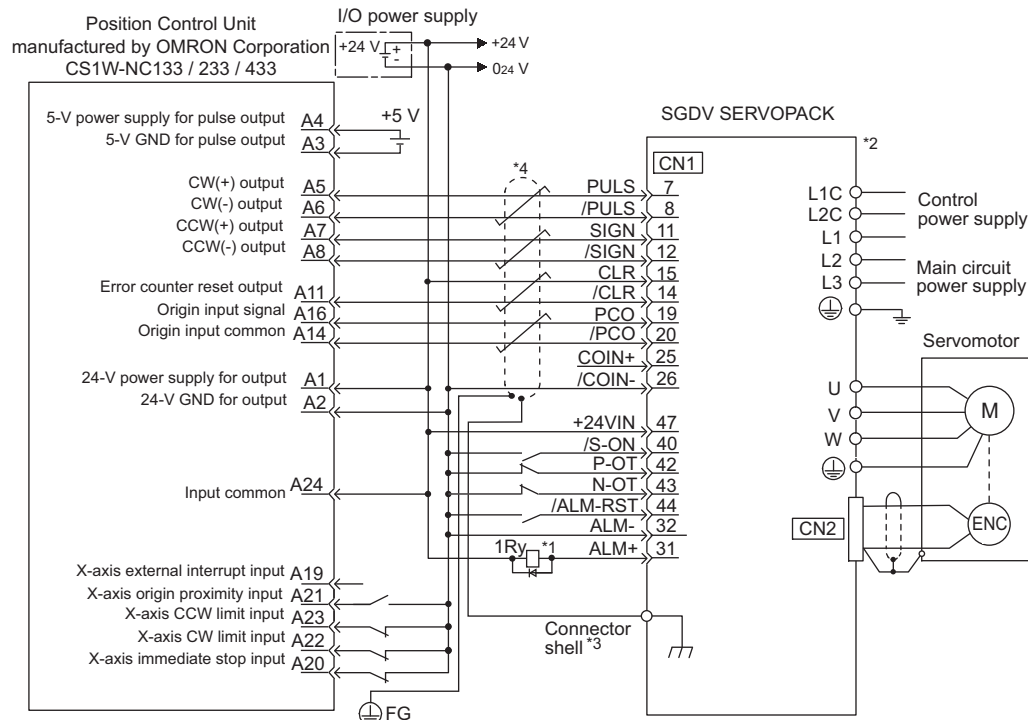 I/O power supply
Position Control Unit
manufactured by OMRON Corporation
CS1W-NC133 / 233 / 433
+24 V
+
-
+24 V
024 V
SGDV SERVOPACK
*2
5-V power supply for pulse output A4
+5 V
5-V GND for pulse output A3
*4
CN1
CW(+) output A5 PULS 7
CW(-) output A6 /PULS 8
CCW(+) output A7 SIGN 11
CCW(-) output A8 /SIGN 12
CLR 15
Error counter reset output A11 /CLR 14
Origin input signal A16 PCO 19
Origin input common A14 /PCO 20
COIN+ 25
24-V power supply for output A1 /COIN- 26
24-V GND for output A2
+24VIN 47
/S-ON 40
P-OT 42
Input common A24 N-OT 43
/ALM-RST 44
ALM- 32
1Ry *1 ALM+ 31
X-axis external interrupt input A19
X-axis origin proximity input A21
X-axis CCW limit input A23
X-axis CW limit input A22
X-axis immediate stop input A20
Connector
shell *3
FG
L1C
L2C
Control
power supply
L1
L2
L3
Main circuit
power supply
Servomotor
U
V
W
M
CN2
ENC